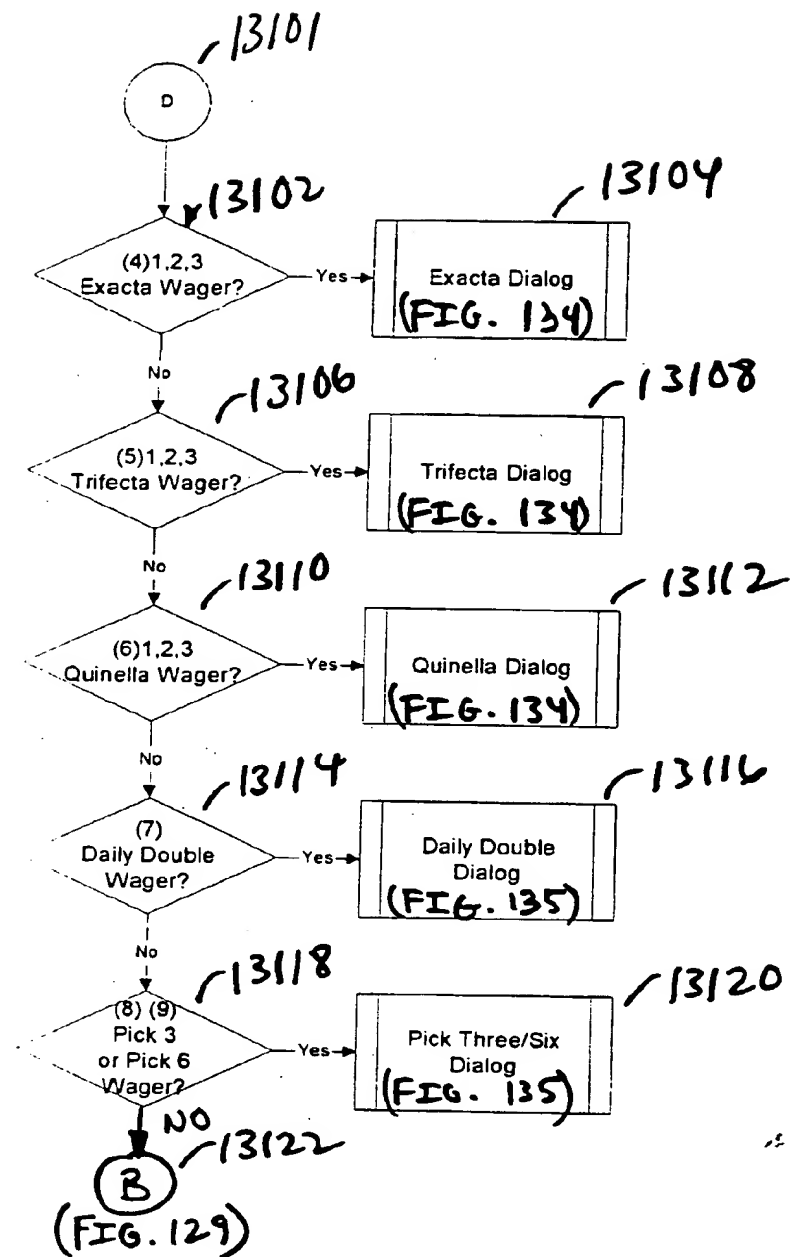 13101
D
13102
13104
(4)1,2,3
Exacta Wager?
Yes
Exacta Dialog
(FIG. 134)
No
13106
13108
(5)1,2,3
Trifecta Wager?
Yes
Trifecta Dialog
(FIG. 134)
No
13110
13112
(6)1,2,3
Quinella Wager?
Yes
Quinella Dialog
(FIG. 134)
No
13114
13116
(7)
Daily Double
Wager?
Yes
Daily Double
Dialog
(FIG. 135)
No
13118
13120
(8) (9)
Pick 3
or Pick 6
Wager?
Yes
Pick Three/Six
Dialog
(FIG. 135)
NO
13122
B
(FIG. 129)